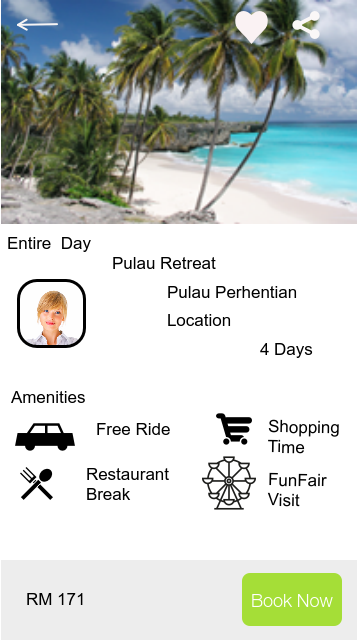 Entire  Day
Pulau Retreat
Pulau Perhentian
Location
4 Days
Amenities
Free Ride
Shopping
Time
Restaurant
Break
FunFair
Visit
RM 171
Book Now